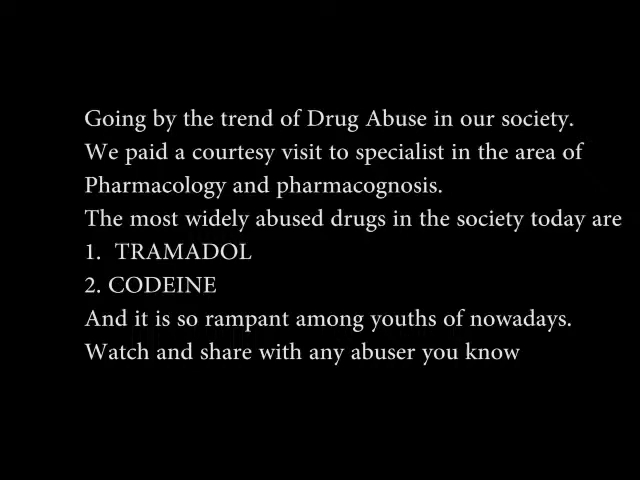 Going by the trend of Drug Abuse in our society.
We paid a courtesy visit to specialist in the area of
Pharmacology and pharmacognosis.
The most widely abused drugs in the society today are
1.  TRAMADOL
2. CODEINE
And it is so rampant among youths of nowadays.
Watch and share with any abuser you know